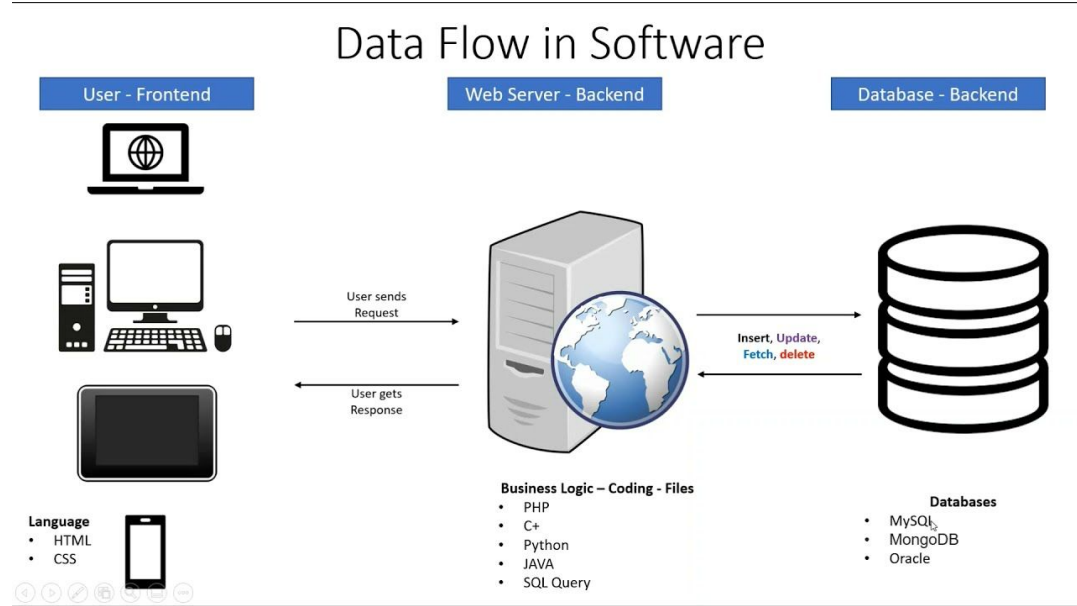 Data Flow in Software
User - Frontend
Web Server - Backend
Database - Backend
User sends
Request
User gets
Response
Insert, Update,
Fetch, delete
Language
• HTML
• CSS
Business Logic – Coding - Files
• PHP
• C+
• Python
• JAVA
• SQL Query
Databases
• MySQL
• MongoDB
• Oracle